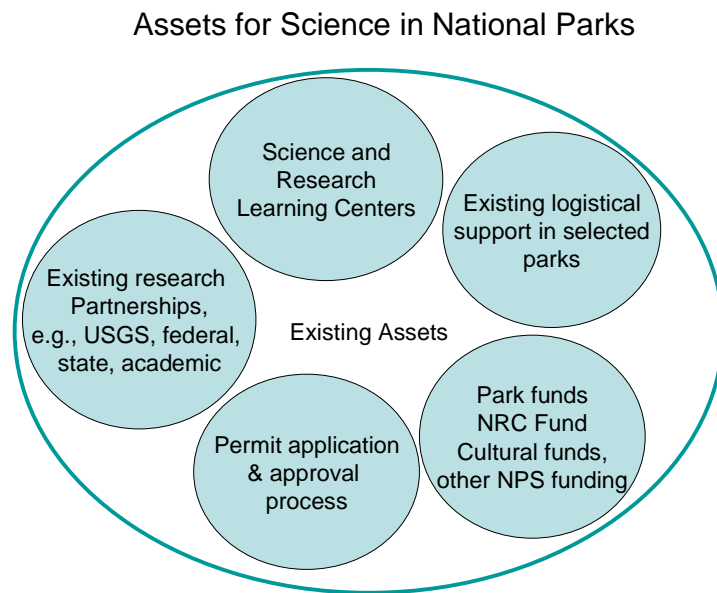 Assets for Science in National Parks
Science and
Research
Learning Centers
Existing logistical
support in selected
parks
Existing research
Partnerships,
e.g., USGS, federal,
state, academic
Existing Assets
Park funds
NRC Fund
Cultural funds,
other NPS funding
Permit application
& approval
process